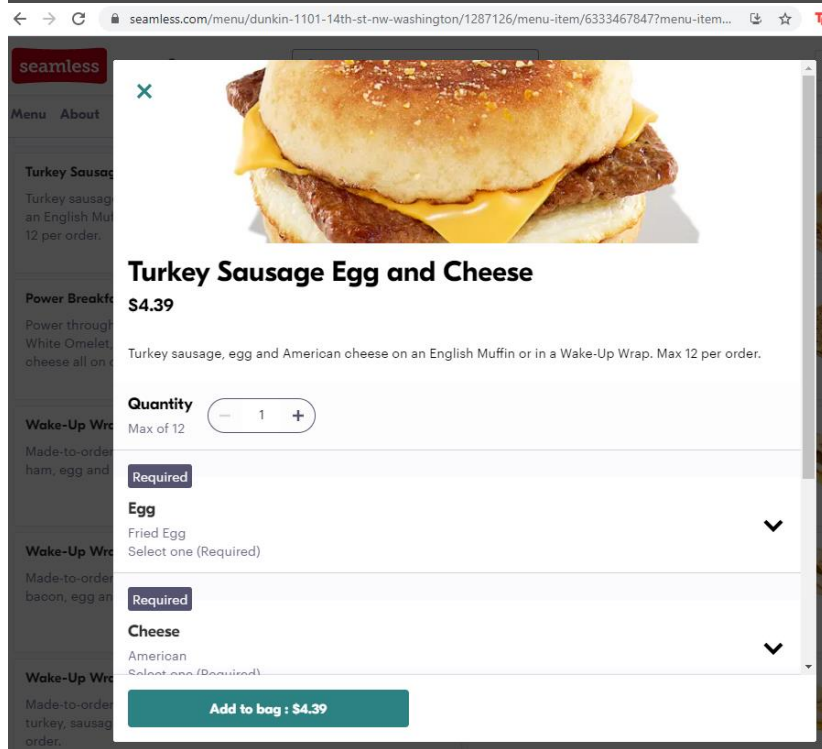 seamless.com/menu/dunkin-1101-14th-st-nw-washington/1287126/menu-item/6333467847?menu-item...
seamless
Menu About
Turkey Sausag
Turkey sausag
an English Muf
12 per order.
Power Breakfo
Power through
White Omelet,
cheese all on
Wake-Up Wra
Made-to-order
ham, egg and
Wake-Up Wra
Made-to-order
bacon, egg an
Wake-Up Wra
Made-to-order
turkey, sausag
order.
Turkey Sausage Egg and Cheese
$4.39
Turkey sausage, egg and American cheese on an English Muffin or in a Wake-Up Wrap. Max 12 per order.
Quantity
1
Max of 12
Required
Egg
Fried Egg
Select one (Required)
Required
Cheese
American
Select one (Required)
Add to bag : $4.39